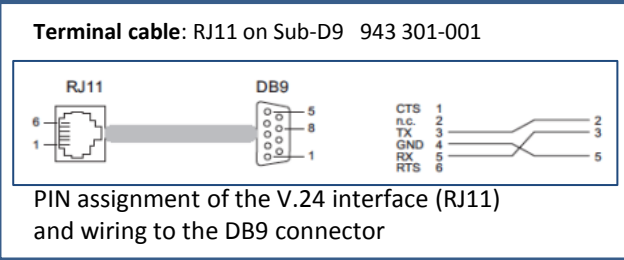 Terminal cable: RJ11 on Sub-D9 943 301-001
RJ11 DB9
6
1
5
8
1
CTS 1
n.c. 2 2
TX 3 3
GND 4
RX 5 5
RTS 6
PIN assignment of the V.24 interface (RJ11)
and wiring to the DB9 connector